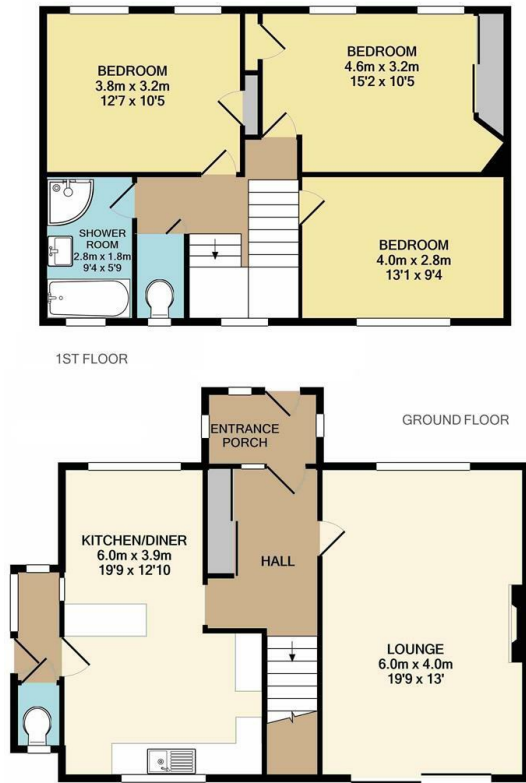 BEDROOM
3.8m x 3.2m
12'7 x 10'5
BEDROOM
4.6m x 3.2m
15'2 x 10'5
SHOWER
ROOM
2.8m x 1.8m
9'4 x 5'9
BEDROOM
4.0m x 2.8m
13'1 x 9'4
1ST FLOOR
GROUND FLOOR
ENTRANCE
PORCH
KITCHEN/DINER
6.0m x 3.9m
19'9 x 12'10
HALL
LOUNGE
6.0m x 4.0m
19'9 x 13'